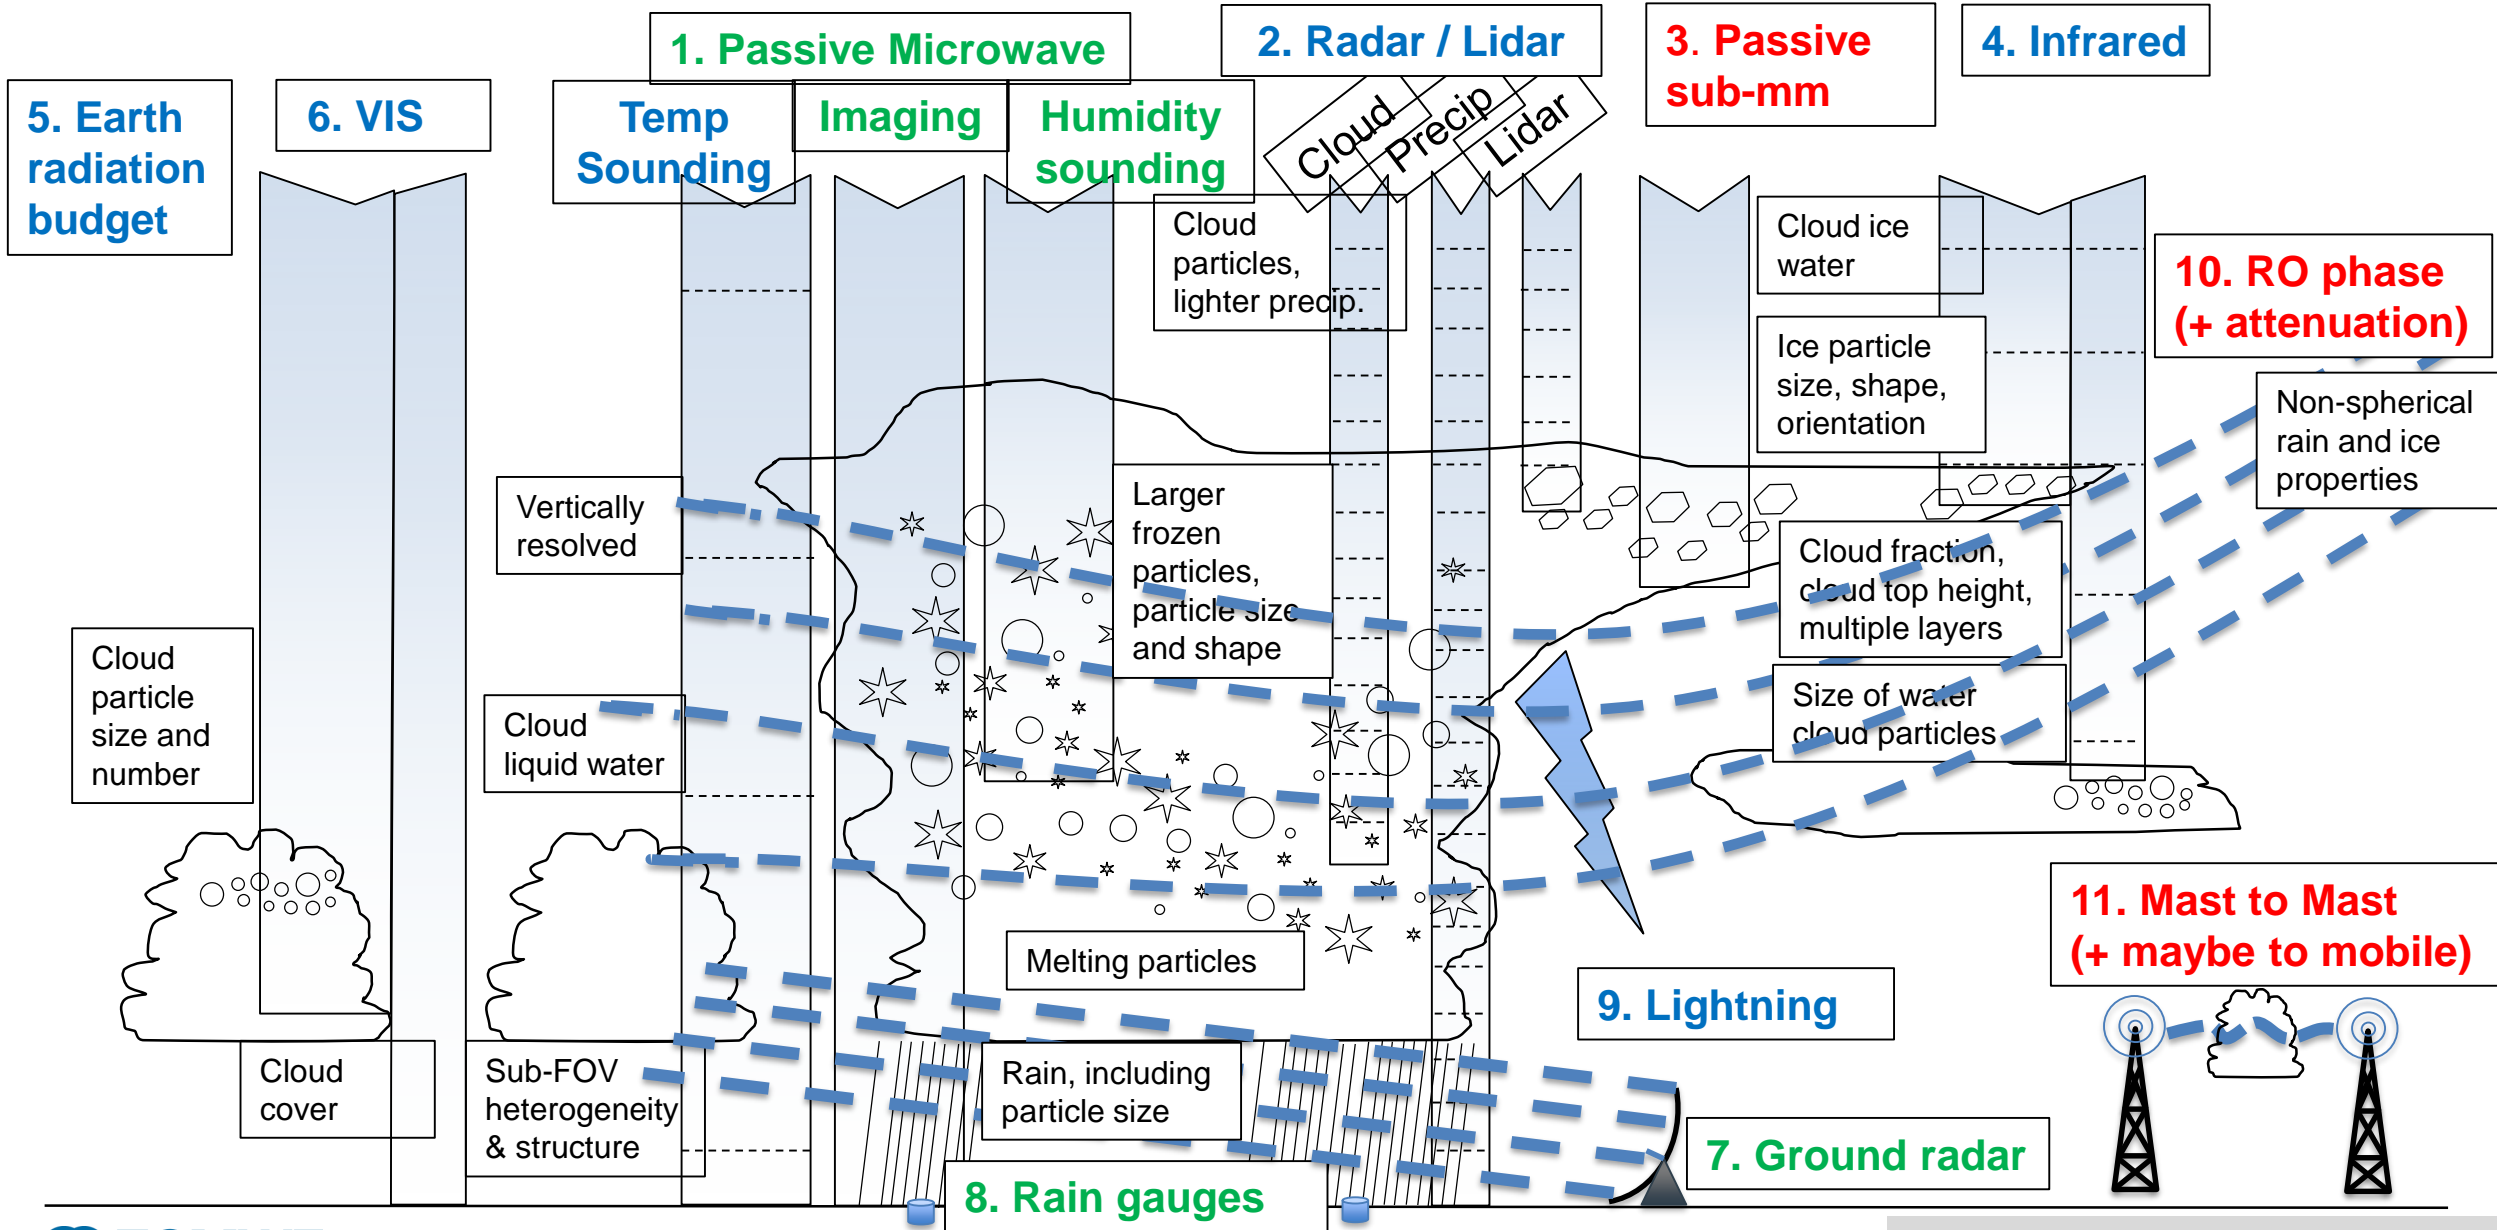 1. Passive Microwave
2. Radar / Lidar
3. Passive
sub-mm
4. Infrared
5. Earth
radiation
budget
6. VIS
Temp
Sounding
Imaging
Humidity
sounding
Cloud
Precip
Lidar
Cloud
particles,
lighter precip.
Cloud ice
water
10. RO phase
(+ attenuation)
Ice particle
size, shape,
orientation
Non-spherical
rain and ice
properties
Vertically
resolved
Larger
frozen
particles,
particle size
and shape
Cloud fraction,
cloud top height,
multiple layers
Cloud
particle
size and
number
Cloud
liquid water
Size of water
cloud particles
11. Mast to Mast
(+ maybe to mobile)
Melting particles
9. Lightning
Cloud
cover
Sub-FOV
heterogeneity
& structure
Rain, including
particle size
7. Ground radar
8. Rain gauges